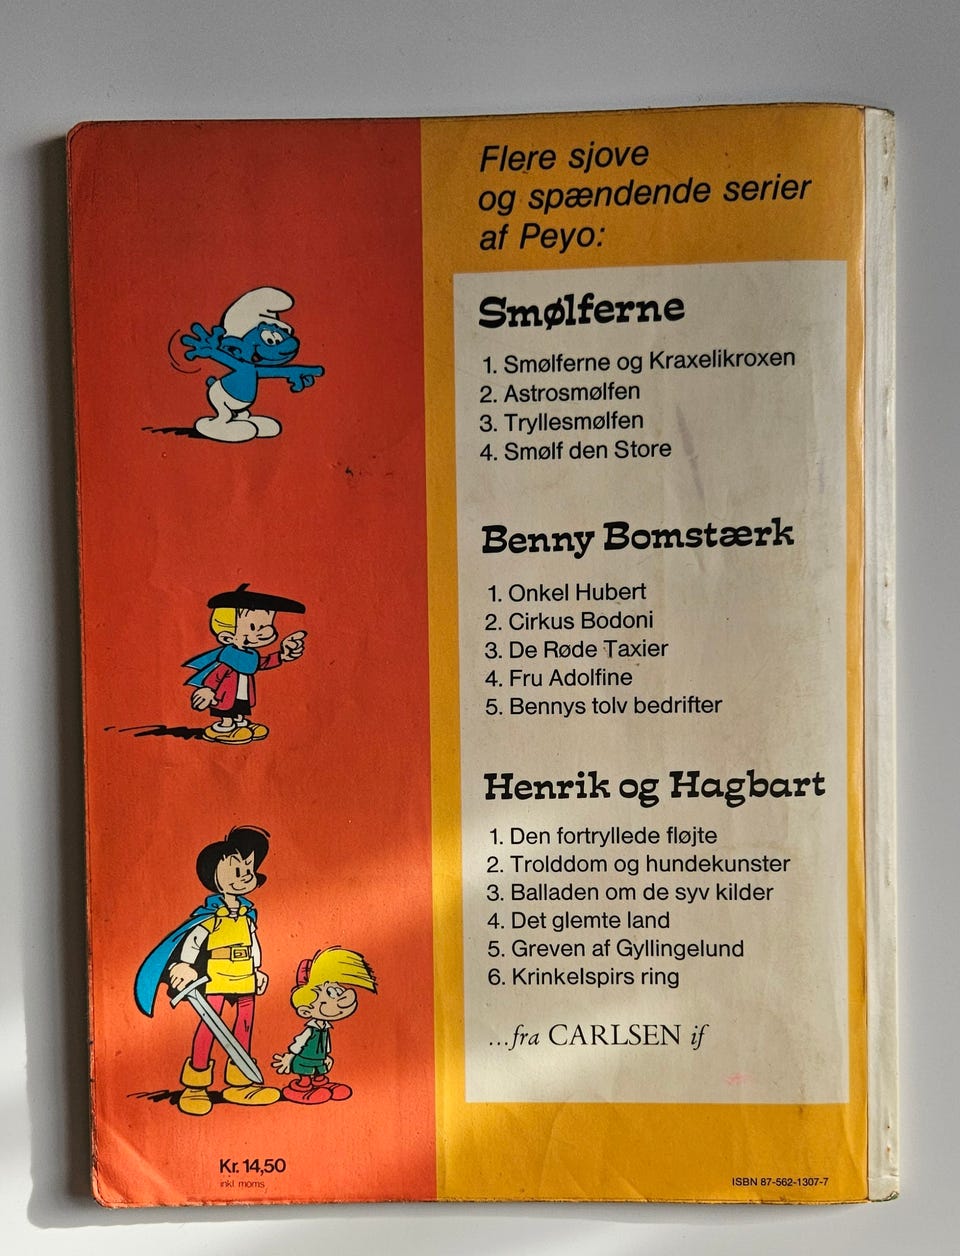 Flere sjove
og spændende serier
af Peyo:
Smølferne
1. Smølferne og Kraxelikroxen
2. Astrosmølfen
3. Tryllesmølfen
4. Smølf den Store
Benny Bomstærk
1. Onkel Hubert
2. Cirkus Bodoni
3. De Røde Taxier
4. Fru Adolfine
5. Bennys tolv bedrifter
Henrik og Hagbart
1. Den fortryllede fløjte
2. Trolddom og hundekunster
3. Balladen om de syv kilder
4. Det glemte land
5. Greven af Gyllingelund
6. Krinkelspirs ring
...fra CARLSEN if
Kr. 14,50
inkl moms
ISBN 87-562-1307-7